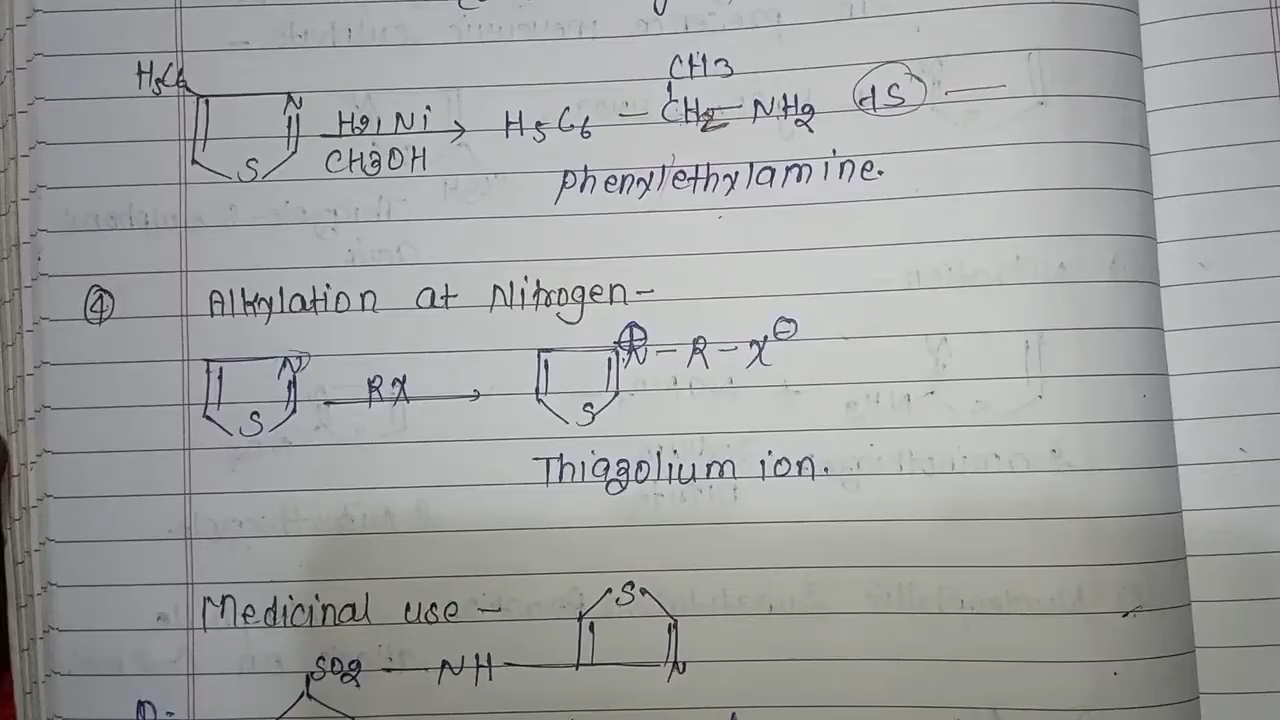 CH3
H5C6
N
H2, Ni
H5C6 - CH2 - NH2 (dS) —
S
CH3OH
phenylethylamine.
④ Alkylation at Nitrogen -
N RX ⊕N - R - X⊖
S S
Thiazolium ion.
Medicinal use - S
SO2 - NH N
①: